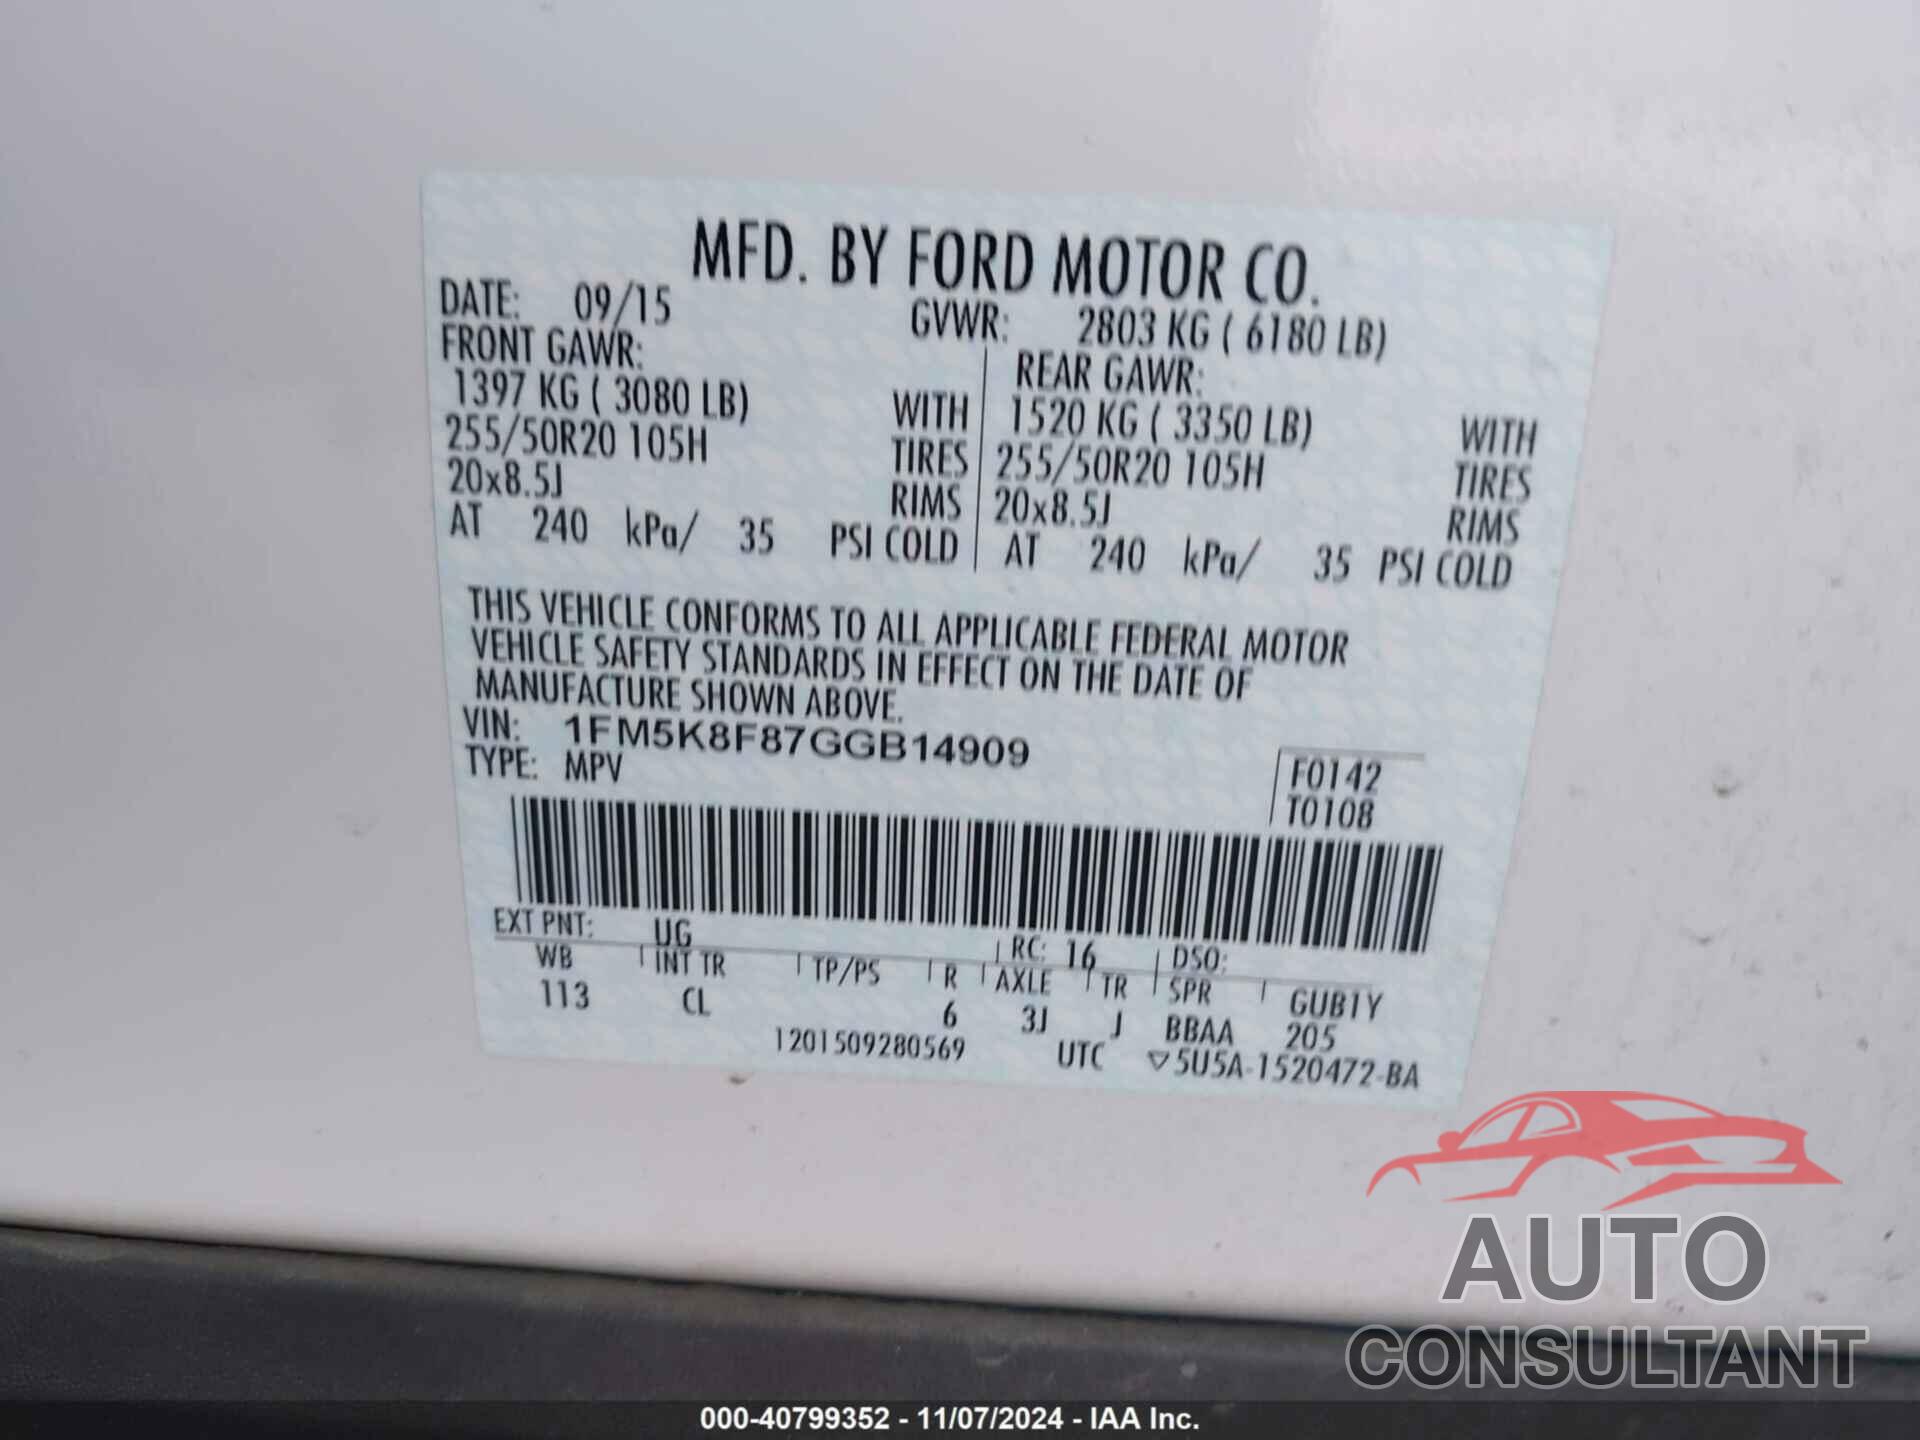 MFD. BY FORD MOTOR CO.
DATE: 09/15 GVWR: 2803 KG ( 6180 LB)
FRONT GAWR: REAR GAWR:
1397 KG ( 3080 LB) WITH 1520 KG ( 3350 LB) WITH
255/50R20 105H TIRES 255/50R20 105H TIRES
20x8.5J RIMS 20x8.5J RIMS
AT 240 kPa/ 35 PSI COLD AT 240 kPa/ 35 PSI COLD
THIS VEHICLE CONFORMS TO ALL APPLICABLE FEDERAL MOTOR
VEHICLE SAFETY STANDARDS IN EFFECT ON THE DATE OF
MANUFACTURE SHOWN ABOVE.
VIN: 1FM5K8F87GGB14909
TYPE: MPV
F0142
T0108
EXT PNT: UG RC: 16 DSO:
WB INT TR TP/PS R AXLE TR SPR GUB1Y
113 CL 6 3J J BBAA 205
1201509280569 UTC ▽5U5A-1520472-BA
AUTO
CONSULTANT
000-40799352 - 11/07/2024 - IAA Inc.